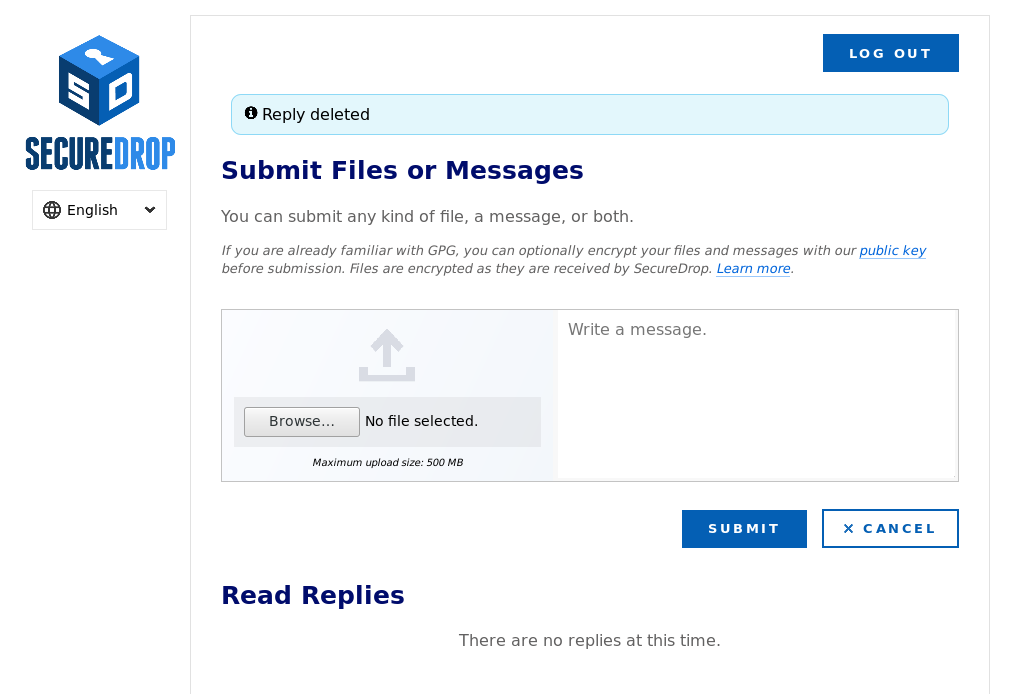 LOG OUT
Reply deleted
SECUREDROP
English
Submit Files or Messages
You can submit any kind of file, a message, or both.
If you are already familiar with GPG, you can optionally encrypt your files and messages with our public key
before submission. Files are encrypted as they are received by SecureDrop. Learn more.
Write a message.
Browse... No file selected.
Maximum upload size: 500 MB
SUBMIT
✕ CANCEL
Read Replies
There are no replies at this time.